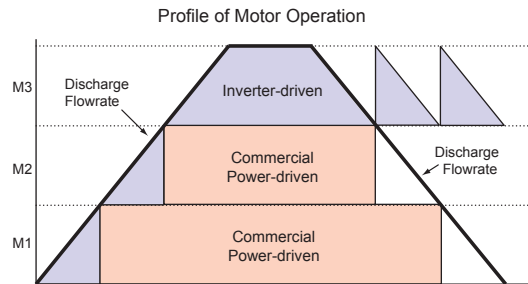 Profile of Motor Operation
M3
Discharge
Flowrate
Inverter-driven
M2
Commercial
Power-driven
Discharge
Flowrate
M1
Commercial
Power-driven